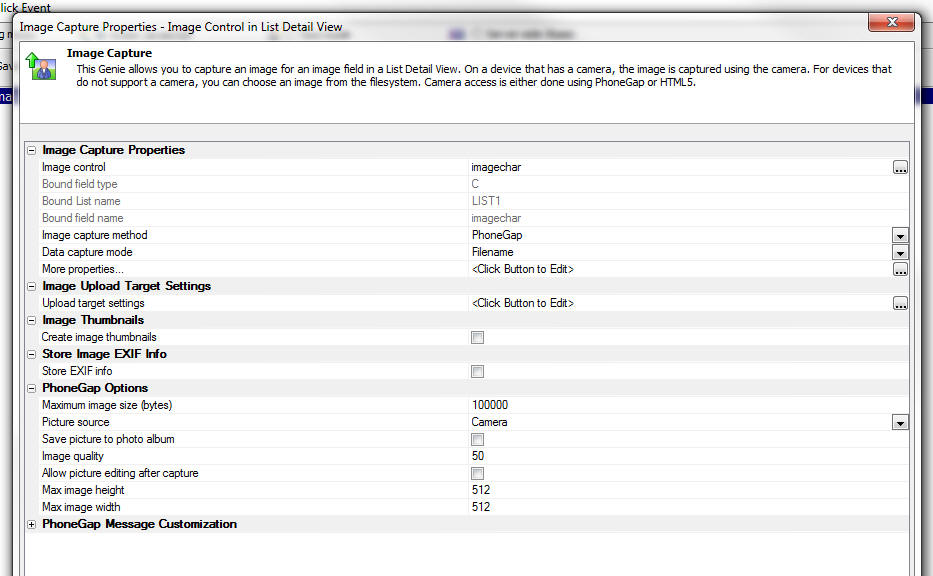 lick Event
Image Capture Properties - Image Control in List Detail View
Image Capture
This Genie allows you to capture an image for an image field in a List Detail View. On a device that has a camera, the image is captured using the camera. For devices that
do not support a camera, you can choose an image from the filesystem. Camera access is either done using PhoneGap or HTML5.
Image Capture Properties
Image control imagechar
Bound field type C
Bound List name LIST1
Bound field name imagechar
Image capture method PhoneGap
Data capture mode Filename
More properties... <Click Button to Edit>
Image Upload Target Settings
Upload target settings <Click Button to Edit>
Image Thumbnails
Create image thumbnails
Store Image EXIF Info
Store EXIF info
PhoneGap Options
Maximum image size (bytes) 100000
Picture source Camera
Save picture to photo album
Image quality 50
Allow picture editing after capture
Max image height 512
Max image width 512
PhoneGap Message Customization